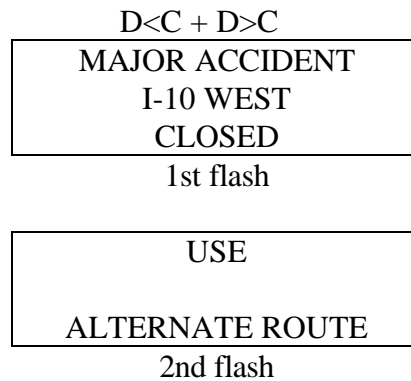 D<C + D>C
MAJOR ACCIDENT
I-10 WEST
CLOSED
1st flash
USE
ALTERNATE ROUTE
2nd flash